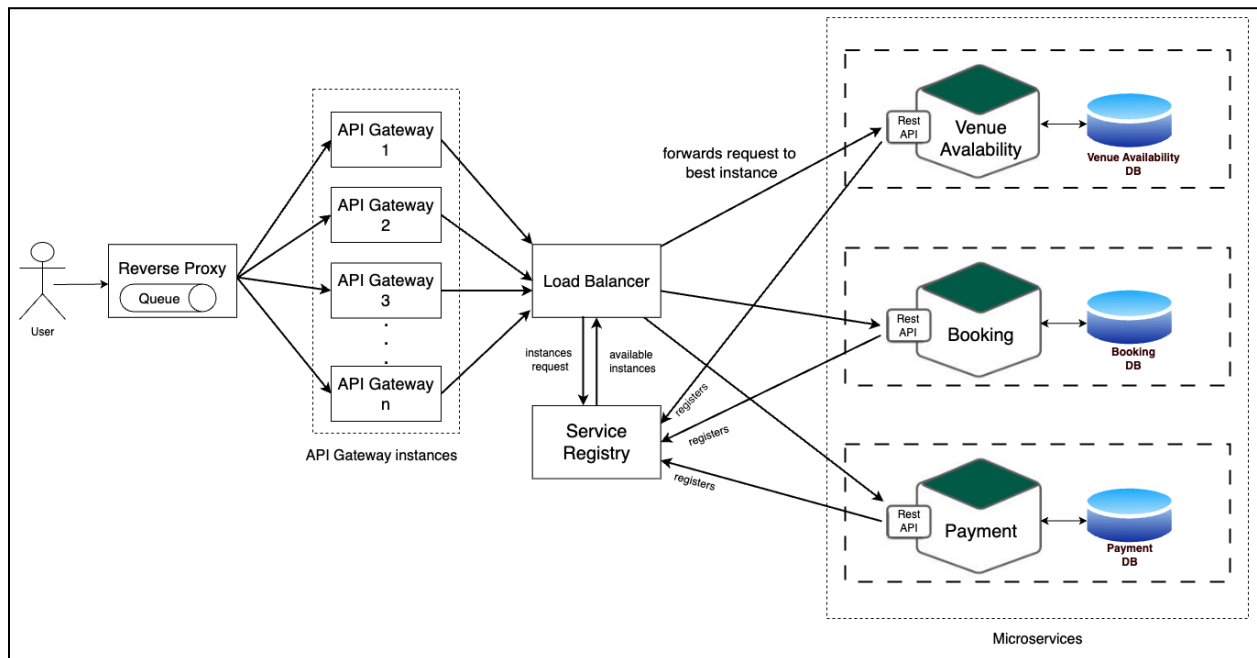 User
Reverse Proxy
Queue
API Gateway
1
API Gateway
2
API Gateway
3
.
.
.
.
API Gateway
n
API Gateway instances
Load Balancer
instances
request
available
instances
Service
Registry
forwards request to
best instance
registers
registers
registers
Rest
API
Venue
Avalability
Venue Availability
DB
Rest
API
Booking
Booking
DB
Rest
API
Payment
Payment
DB
Microservices